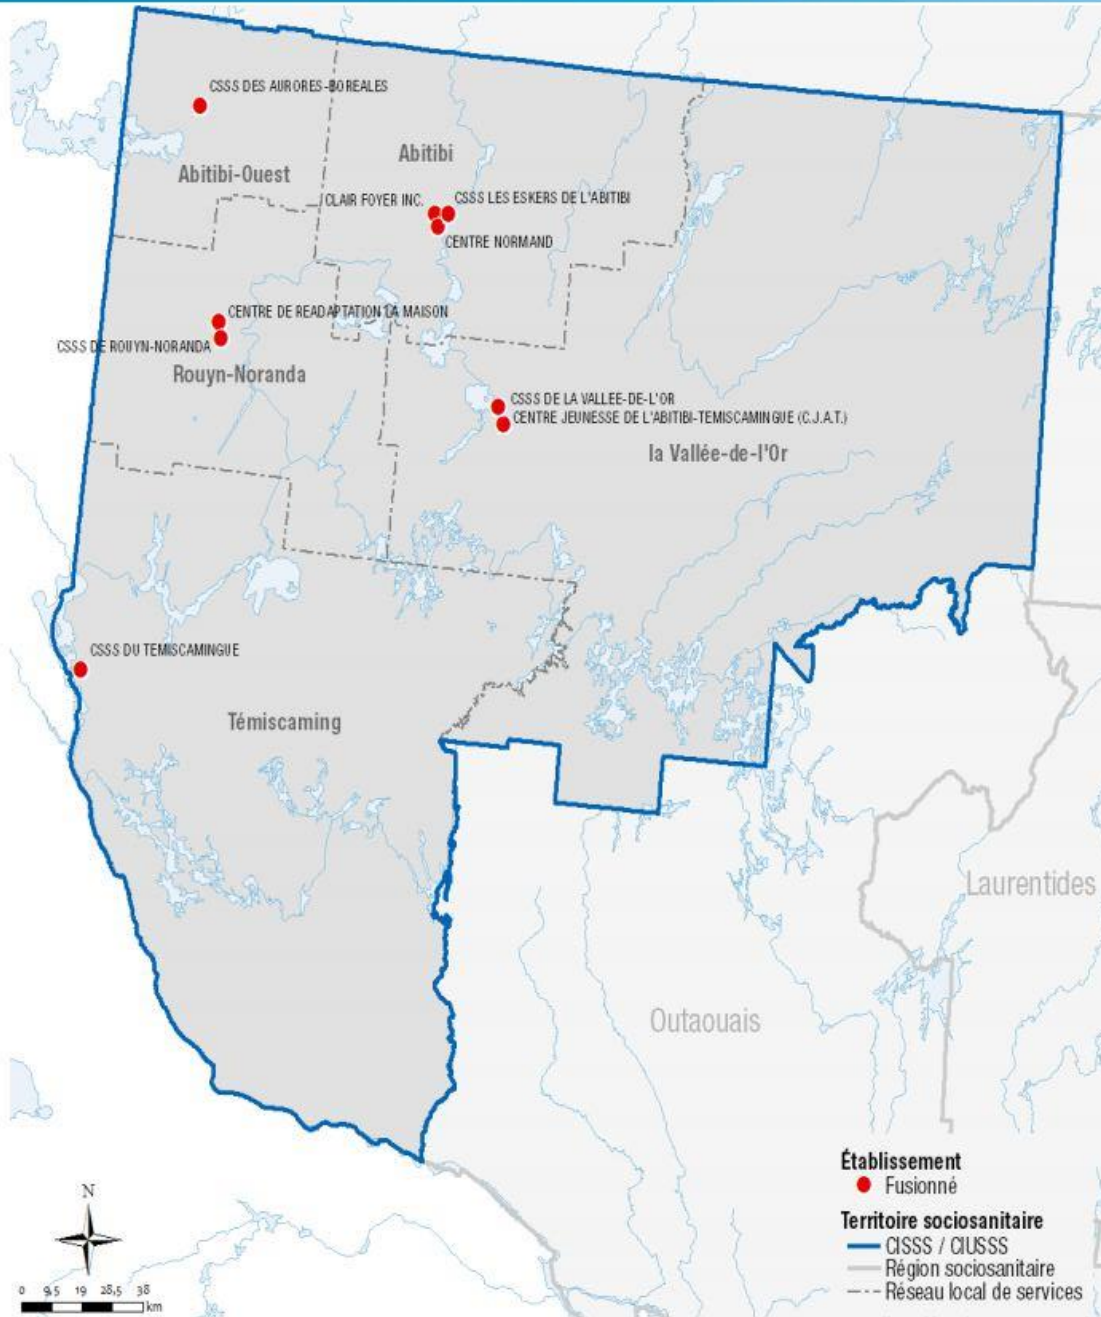 CSSS DES AURORES-BOREALES
Abitibi
Abitibi-Ouest
CLAIR FOYER INC.
CSSS LES ESKERS DE L'ABITIBI
CENTRE NORMAND
CENTRE DE READAPTATION LA MAISON
CSSS DE ROUYN-NORANDA
Rouyn-Noranda
CSSS DE LA VALLEE-DE-L'OR
CENTRE JEUNESSE DE L'ABITIBI-TEMISCAMINGUE (C.J.A.T.)
la Vallée-de-l'Or
CSSS DU TEMISCAMINGUE
Témiscaming
Laurentides
Outaouais
Établissement
Fusionné
Territoire sociosanitaire
CISSS / CIUSSS
Région sociosanitaire
Réseau local de services
N
0 9,5 19 28,5 38
km